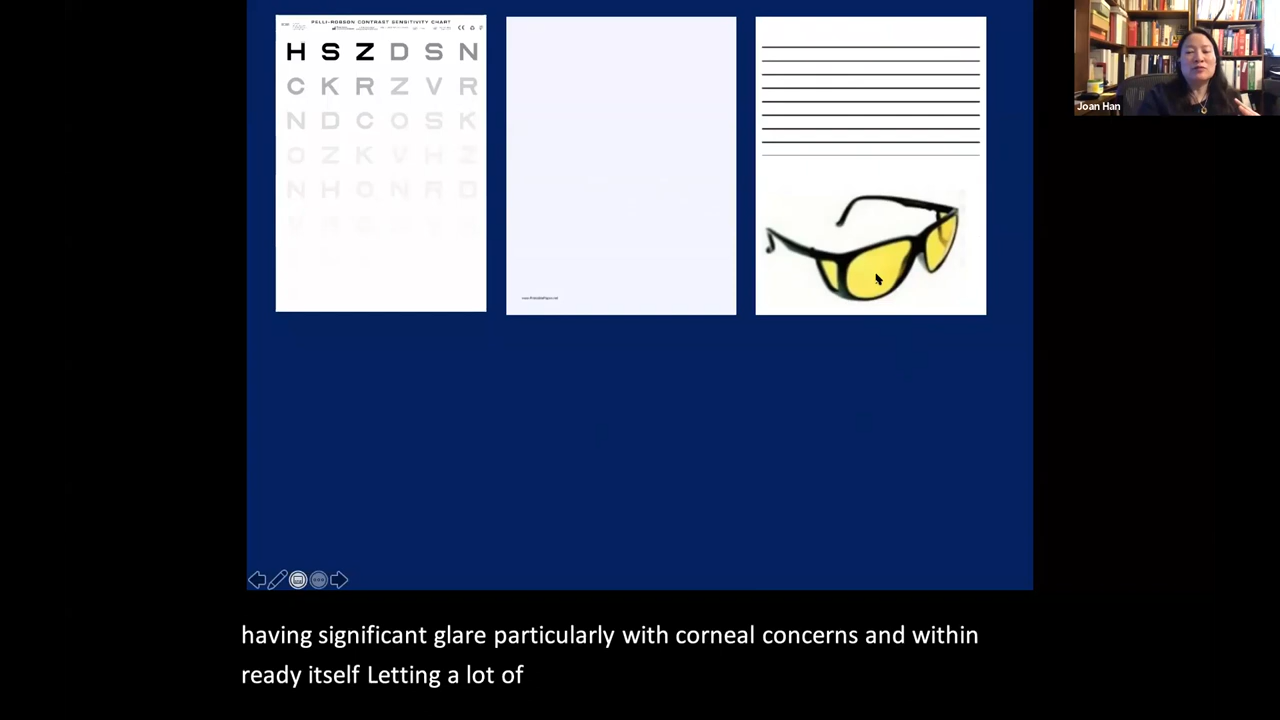 PELLI-ROBSON CONTRAST SENSITIVITY CHART
H S Z D S N
C K R Z V R
N D C O S K
O Z K V H Z
N H O N R D
Joan Han
having significant glare particularly with corneal concerns and within
ready itself Letting a lot of